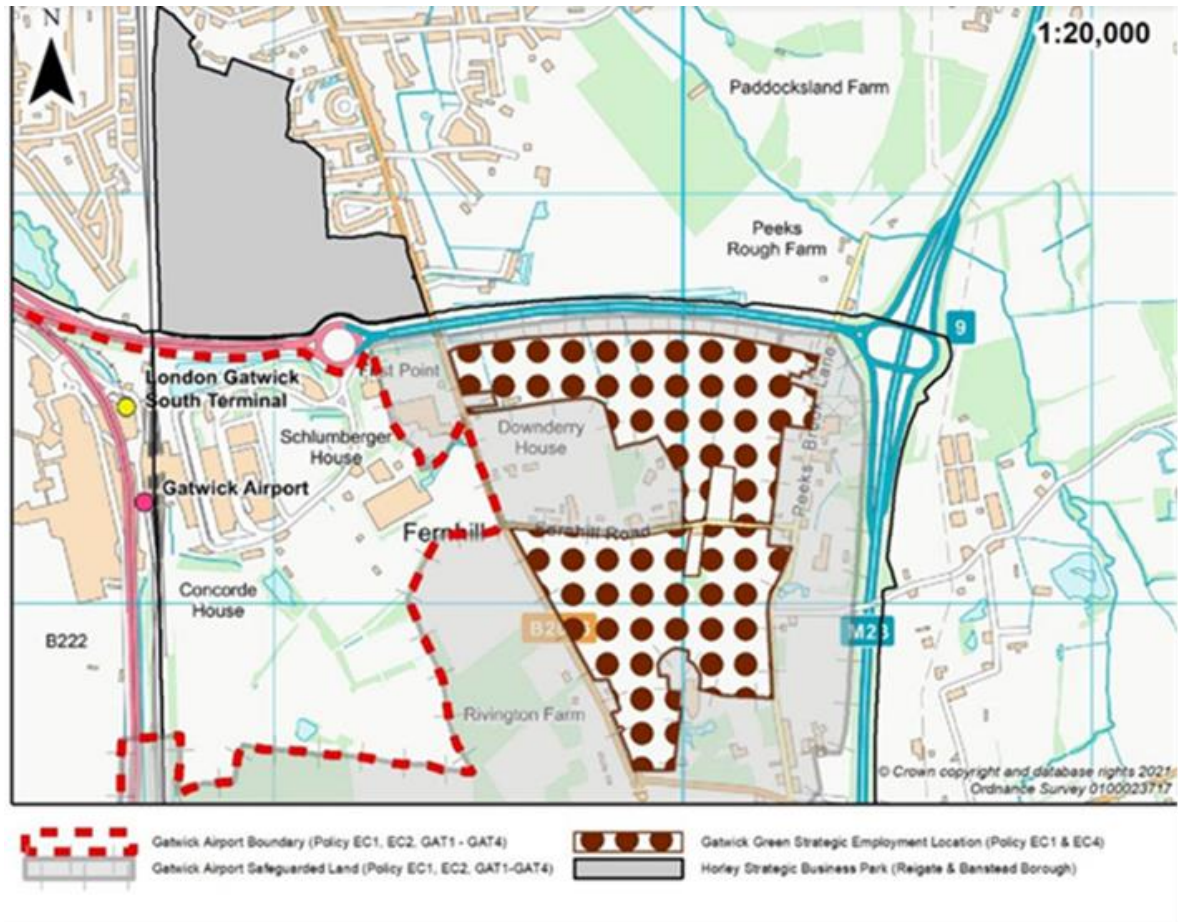 N
1:20,000
Paddocksland Farm
Peeks
Rough Farm
9
East Point
London Gatwick
South Terminal
Schlumberger
House
Downderry
House
Peeks Brook Lane
Gatwick Airport
Fernhill
Fernhill Road
Concorde
House
B222
M23
Rivington Farm
© Crown copyright and database rights 2021
Ordnance Survey 0100023717
Gatwick Airport Boundary (Policy EC1, EC2, GAT1 - GAT4)
Gatwick Green Strategic Employment Location (Policy EC1 & EC4)
Gatwick Airport Safeguarded Land (Policy EC1, EC2, GAT1-GAT4)
Horley Strategic Business Park (Reigate & Banstead Borough)